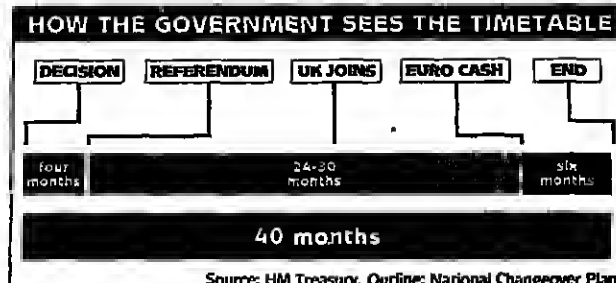 HOW THE GOVERNMENT SEES THE TIMETABLE
DECISION REFERENDUM UK JOINS EURO CASH END
four 24-30 six
months months months
40 months
Source: HM Treasury, Outline National Changeover Plan